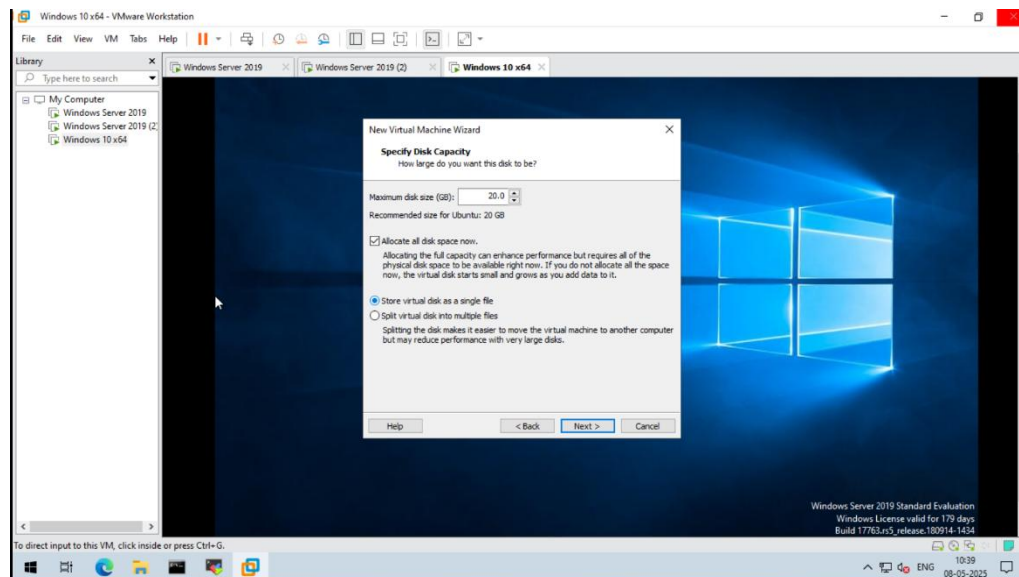 Windows 10 x64 - VMware Workstation
File Edit View VM Tabs Help
Library
Type here to search
My Computer
Windows Server 2019
Windows Server 2019 (2)
Windows 10 x64
Windows Server 2019
Windows Server 2019 (2)
Windows 10 x64
New Virtual Machine Wizard
Specify Disk Capacity
How large do you want this disk to be?
Maximum disk size (GB): 20.0
Recommended size for Ubuntu: 20 GB
Allocate all disk space now.
Allocating the full capacity can enhance performance but requires all of the
physical disk space to be available right now. If you do not allocate all the space
now, the virtual disk starts small and grows as you add data to it.
Store virtual disk as a single file
Split virtual disk into multiple files
Splitting the disk makes it easier to move the virtual machine to another computer
but may reduce performance with very large disks.
Help < Back Next > Cancel
Windows Server 2019 Standard Evaluation
Windows License valid for 179 days
Build 17763.rs5_release.180914-1434
To direct input to this VM, click inside or press Ctrl+G.
ENG
10:39
08-05-2025